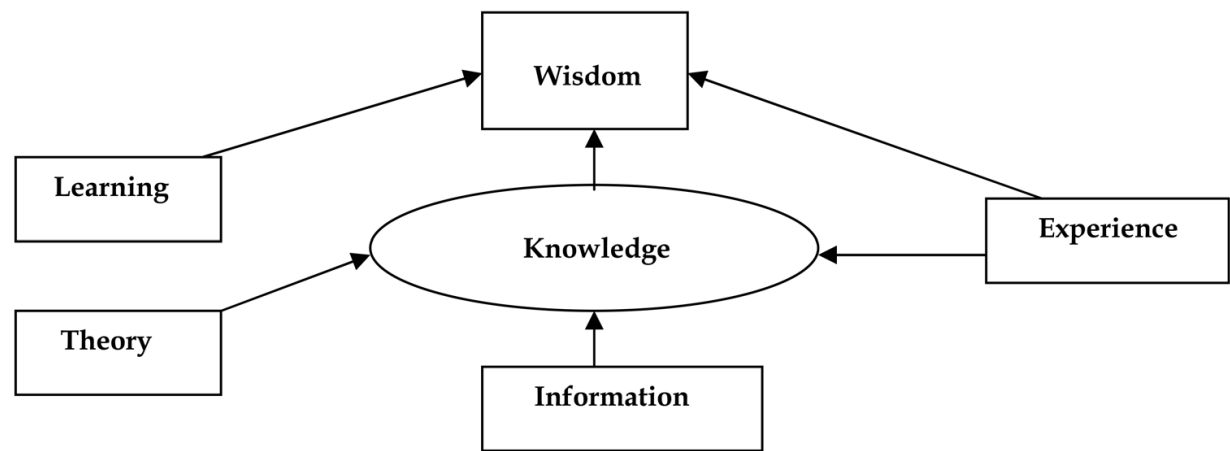 Wisdom
Learning
Experience
Knowledge
Theory
Information